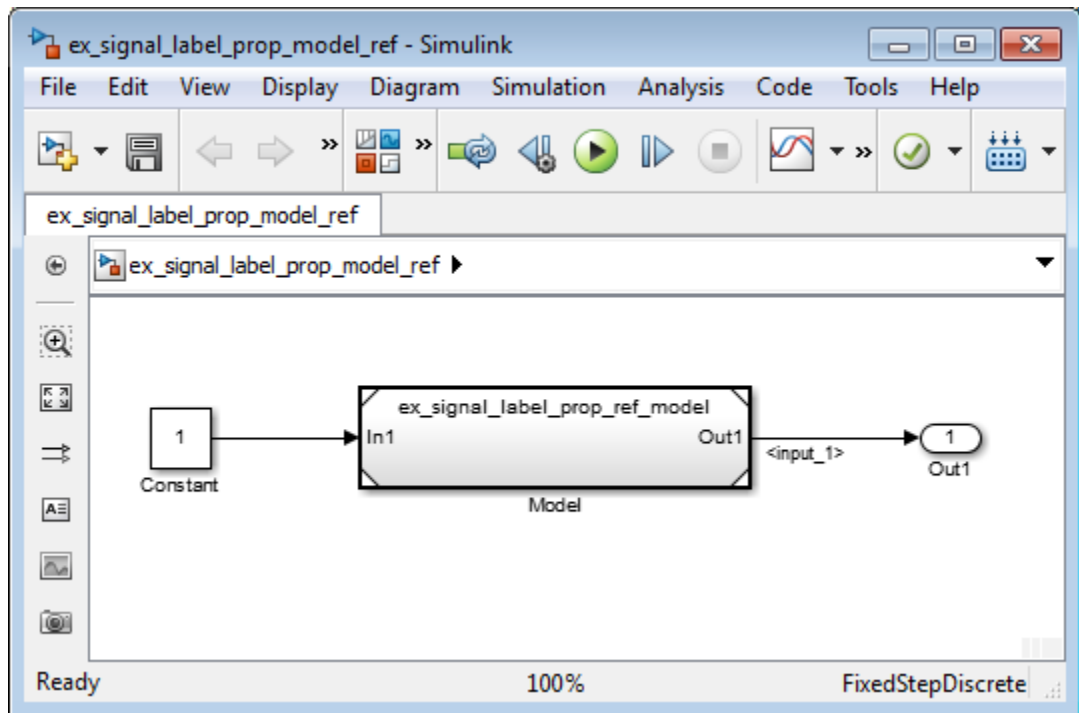 ex_signal_label_prop_model_ref - Simulink
File Edit View Display Diagram Simulation Analysis Code Tools Help
ex_signal_label_prop_model_ref
ex_signal_label_prop_model_ref
ex_signal_label_prop_ref_model
1
In1
Out1
<input_1>
1
Constant
Out1
Model
Ready 100% FixedStepDiscrete